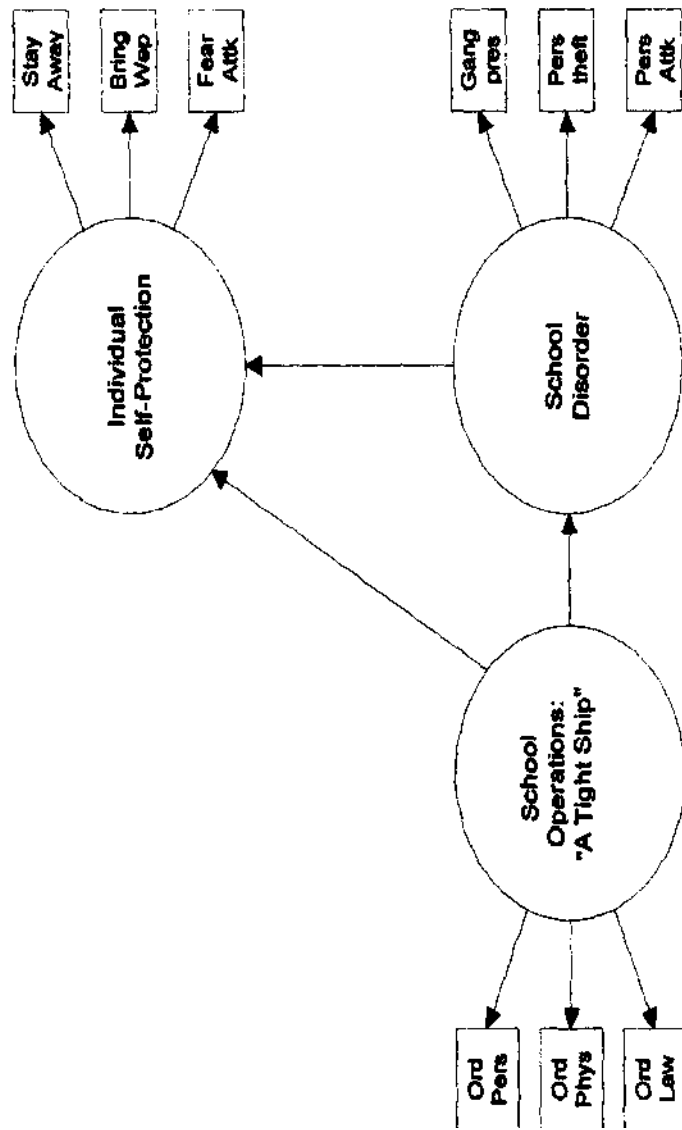 Stay
Away
Bring
Wep
Fear
Attk
Individual
Self-Protection
Gang
pres
Pers
theft
Pers
Attk
School
Disorder
School
Operations:
"A Tight Ship"
Ord
Pers
Ord
Phys
Ord
Law